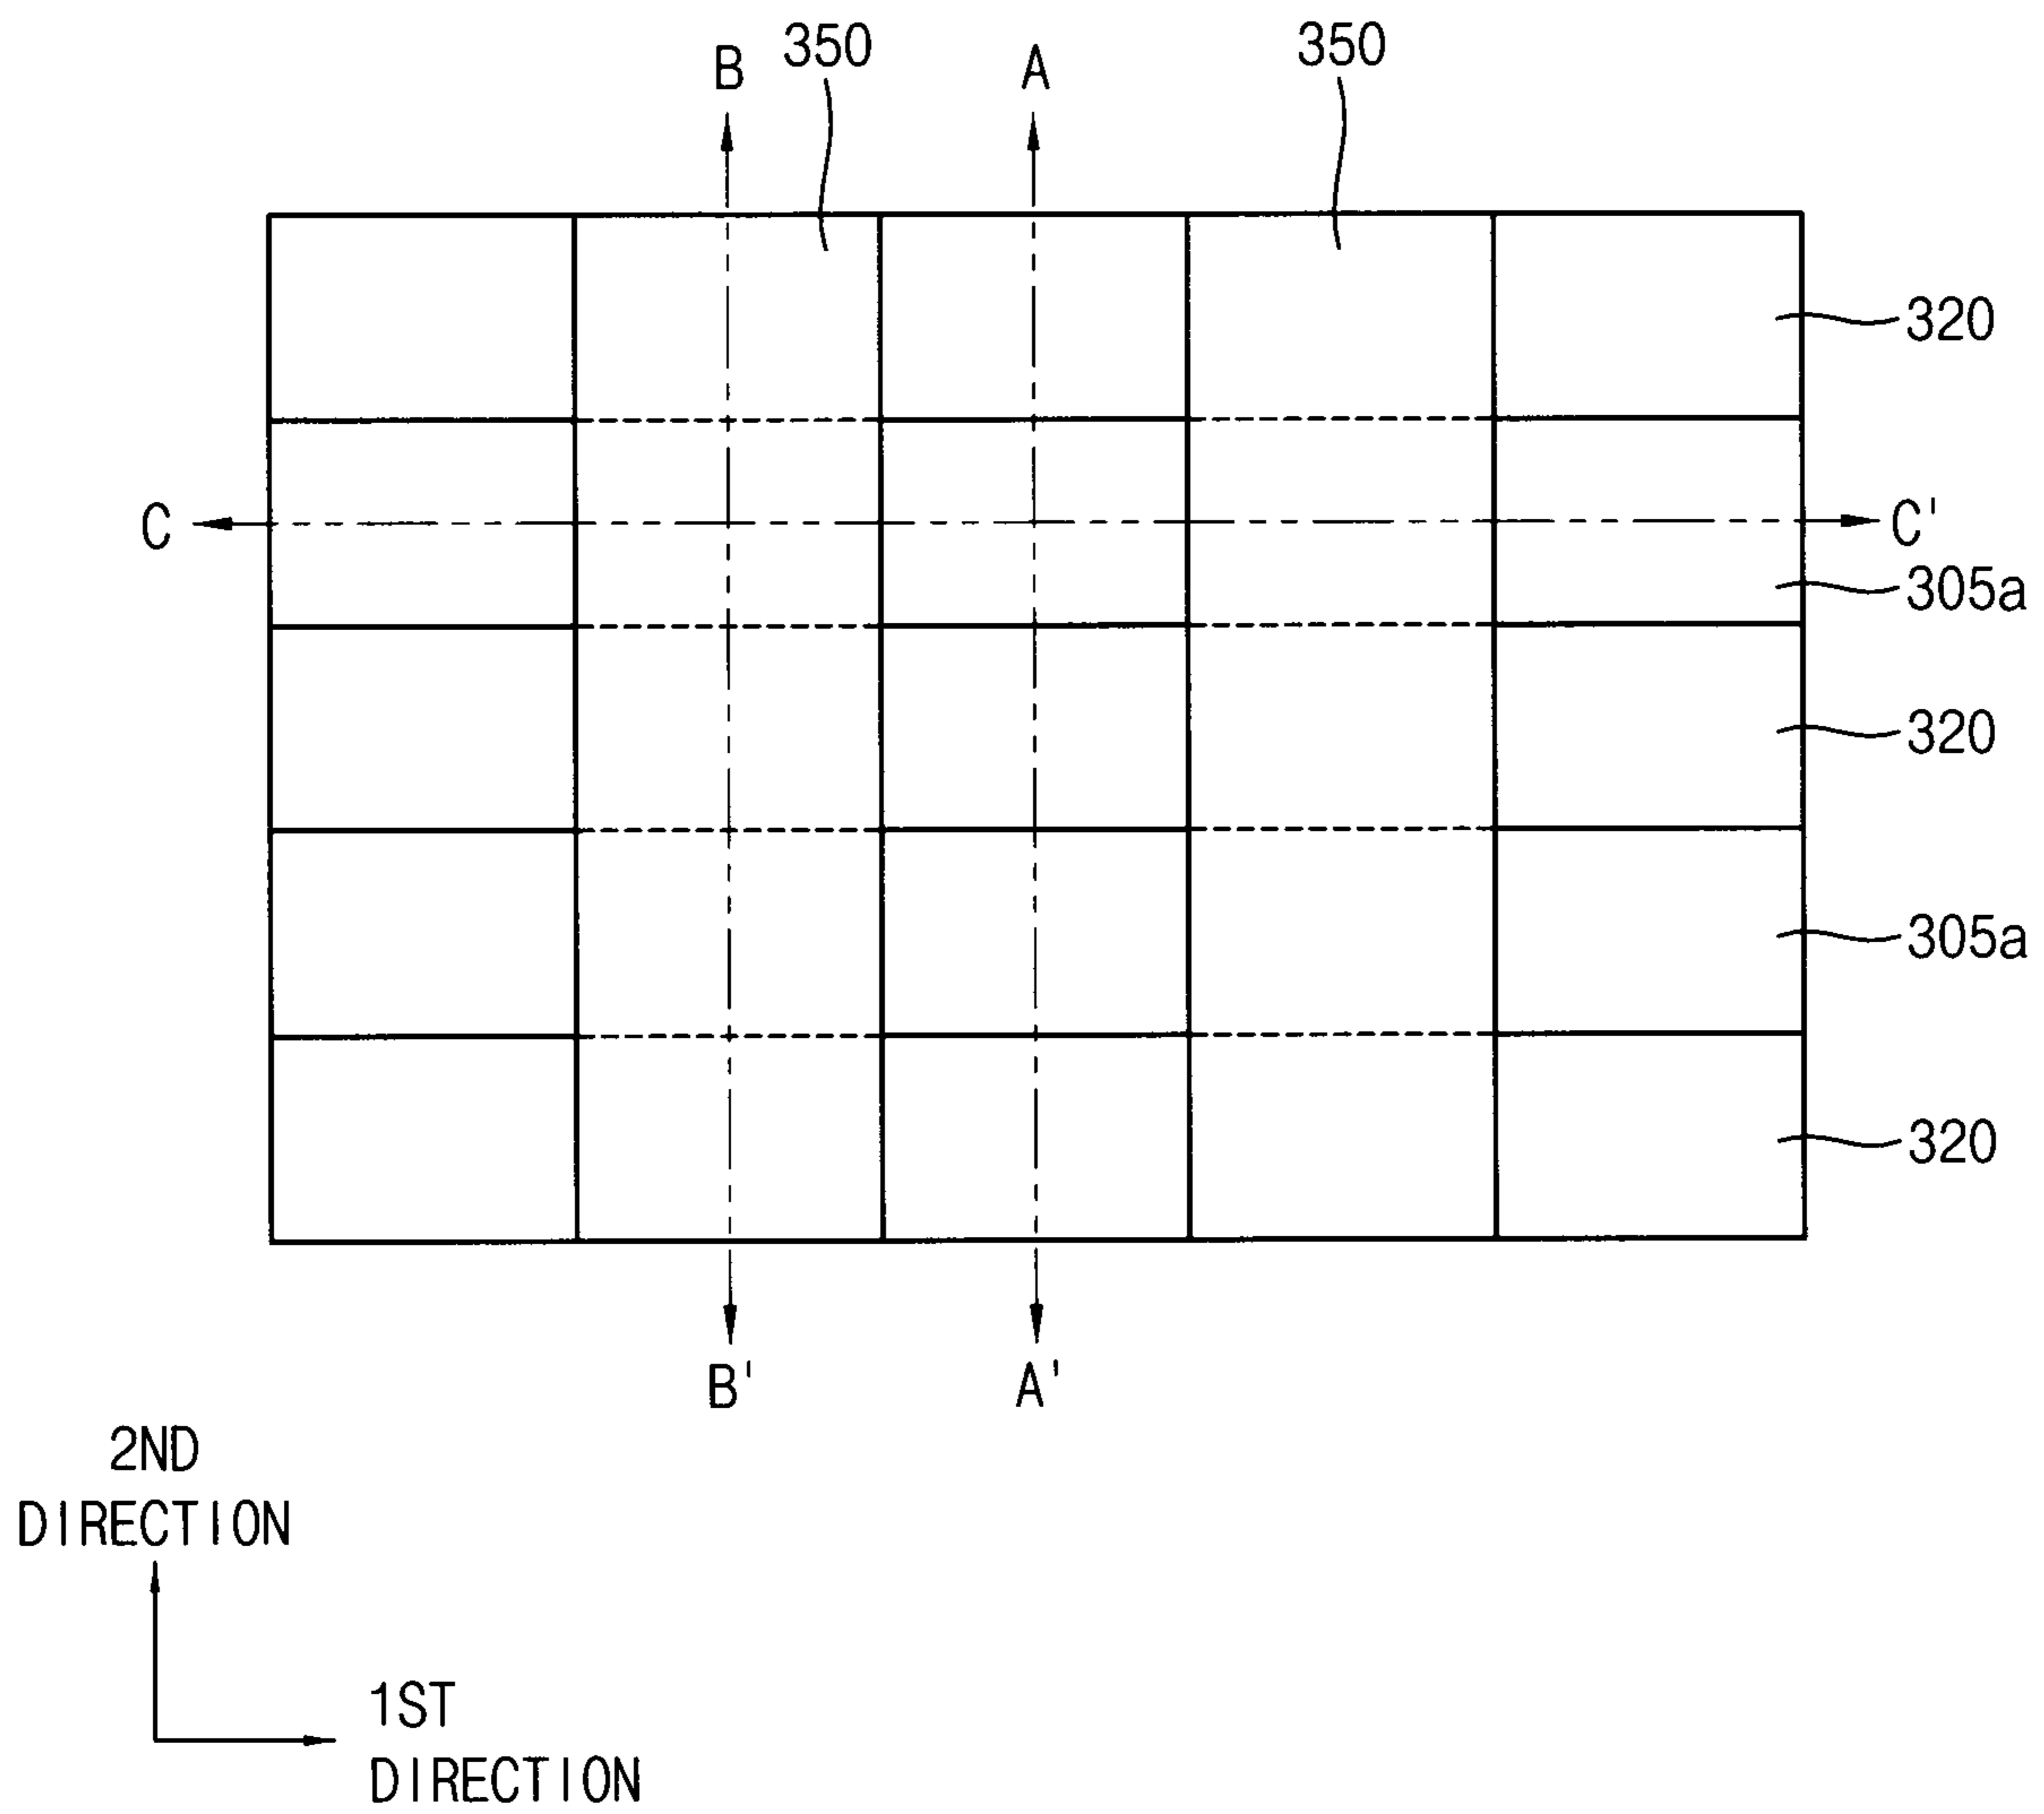 B
350
A
350
320
C
C'
305a
320
305a
320
B'
A'
2ND
DIRECTION
1ST
DIRECTION